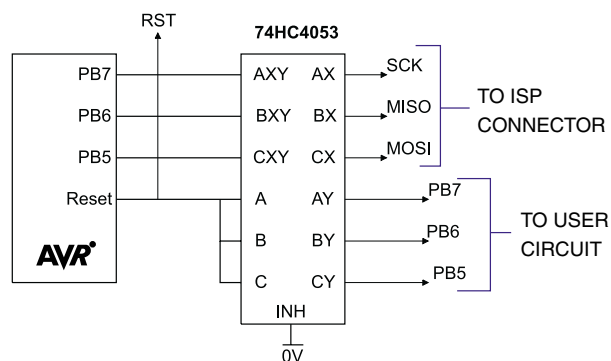 RST
74HC4053
PB7
AXY
AX
SCK
PB6
BXY
BX
MISO
TO ISP
CONNECTOR
PB5
CXY
CX
MOSI
Reset
A
AY
PB7
B
BY
PB6
TO USER
CIRCUIT
AVR
C
CY
PB5
INH
0V